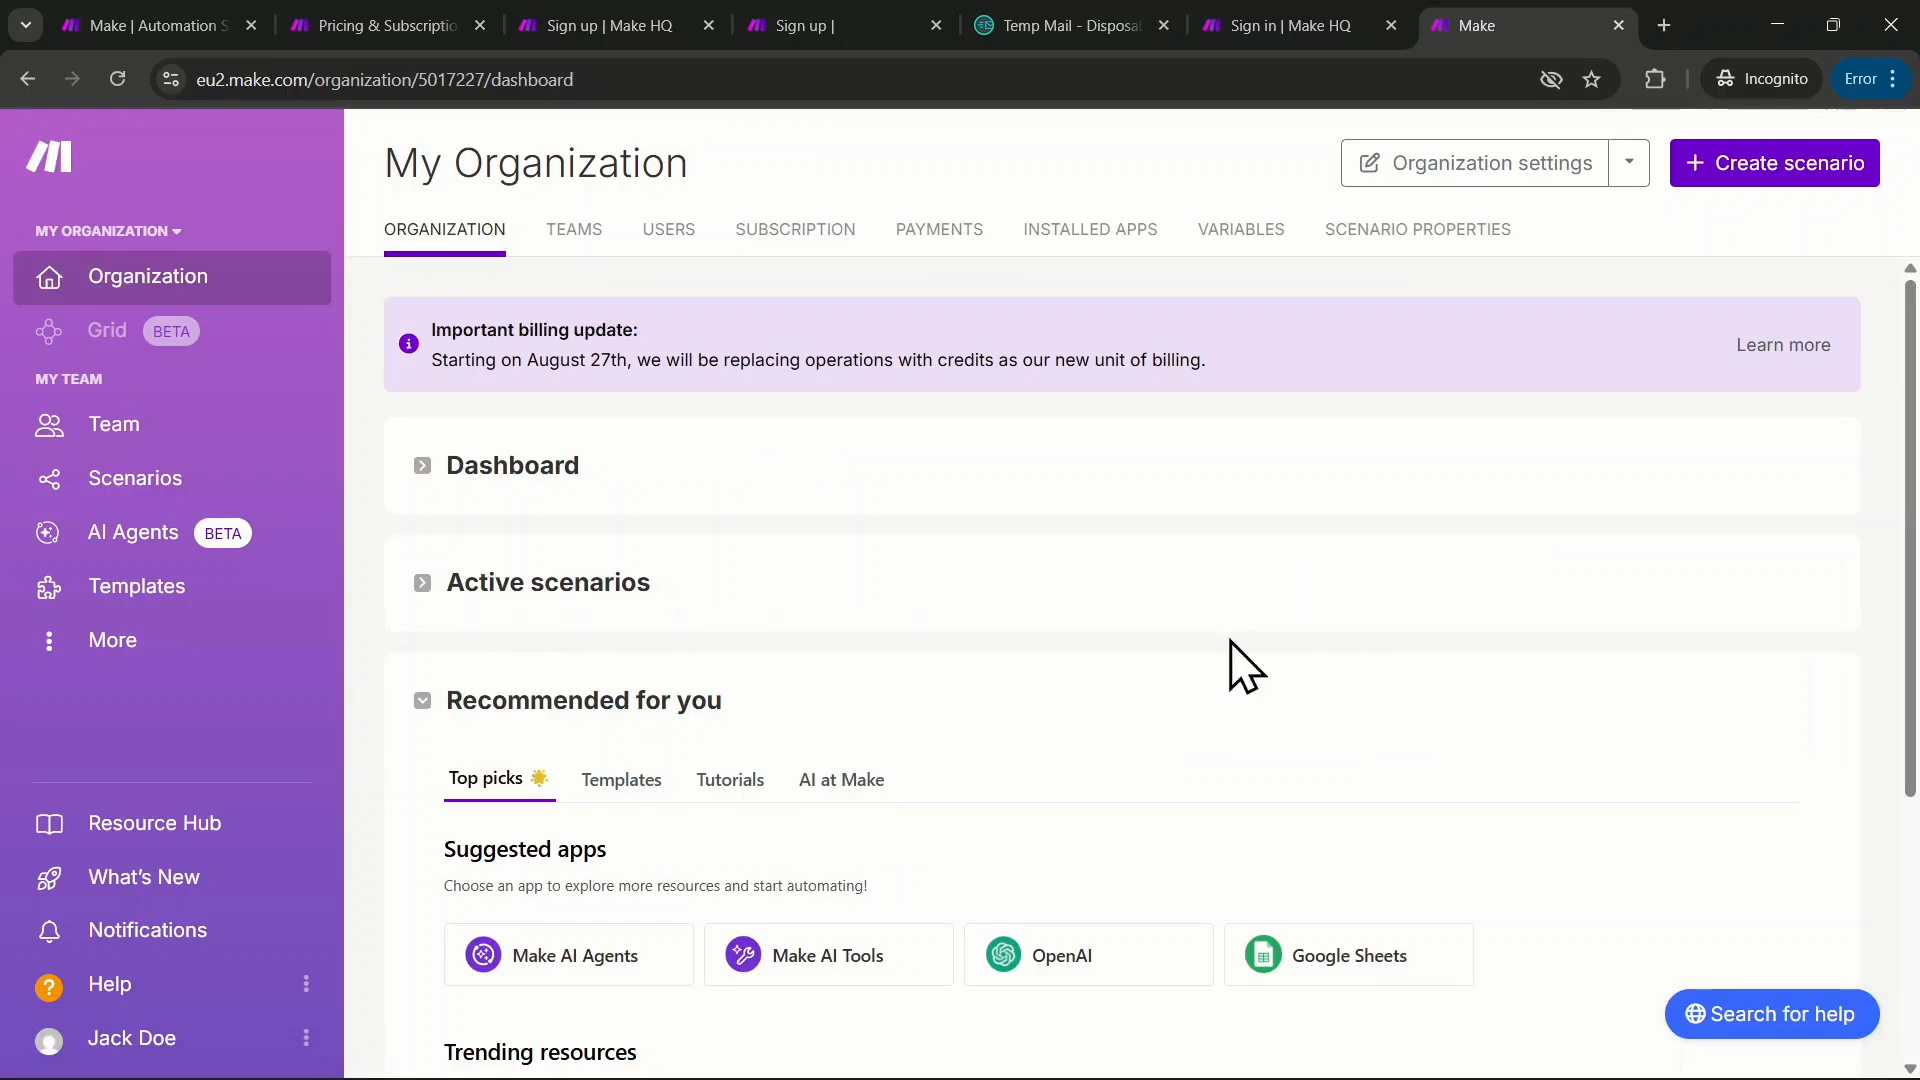 Make | Automation S
Pricing & Subscriptio
Sign up | Make HQ
Sign up |
Temp Mail - Disposal
Sign in | Make HQ
Make
eu2.make.com/organization/5017227/dashboard
Incognito
Error
My Organization
Organization settings
+ Create scenario
MY ORGANIZATION
ORGANIZATION
TEAMS
USERS
SUBSCRIPTION
PAYMENTS
INSTALLED APPS
VARIABLES
SCENARIO PROPERTIES
Organization
Grid BETA
MY TEAM
Team
Scenarios
AI Agents BETA
Templates
More
Resource Hub
What's New
Notifications
Help
Jack Doe
Important billing update:
Starting on August 27th, we will be replacing operations with credits as our new unit of billing.
Learn more
Dashboard
Active scenarios
Recommended for you
Top picks
Templates
Tutorials
AI at Make
Suggested apps
Choose an app to explore more resources and start automating!
Make AI Agents
Make AI Tools
OpenAI
Google Sheets
Search for help
Trending resources